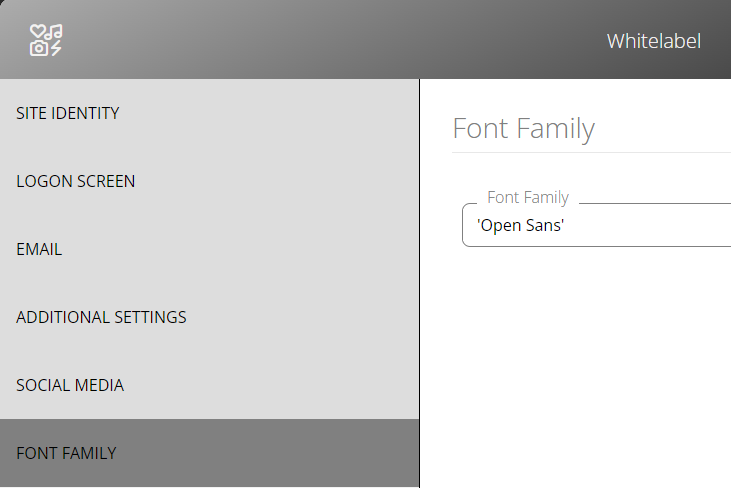 Whitelabel
SITE IDENTITY
LOGON SCREEN
EMAIL
ADDITIONAL SETTINGS
SOCIAL MEDIA
FONT FAMILY
Font Family
Font Family
'Open Sans'